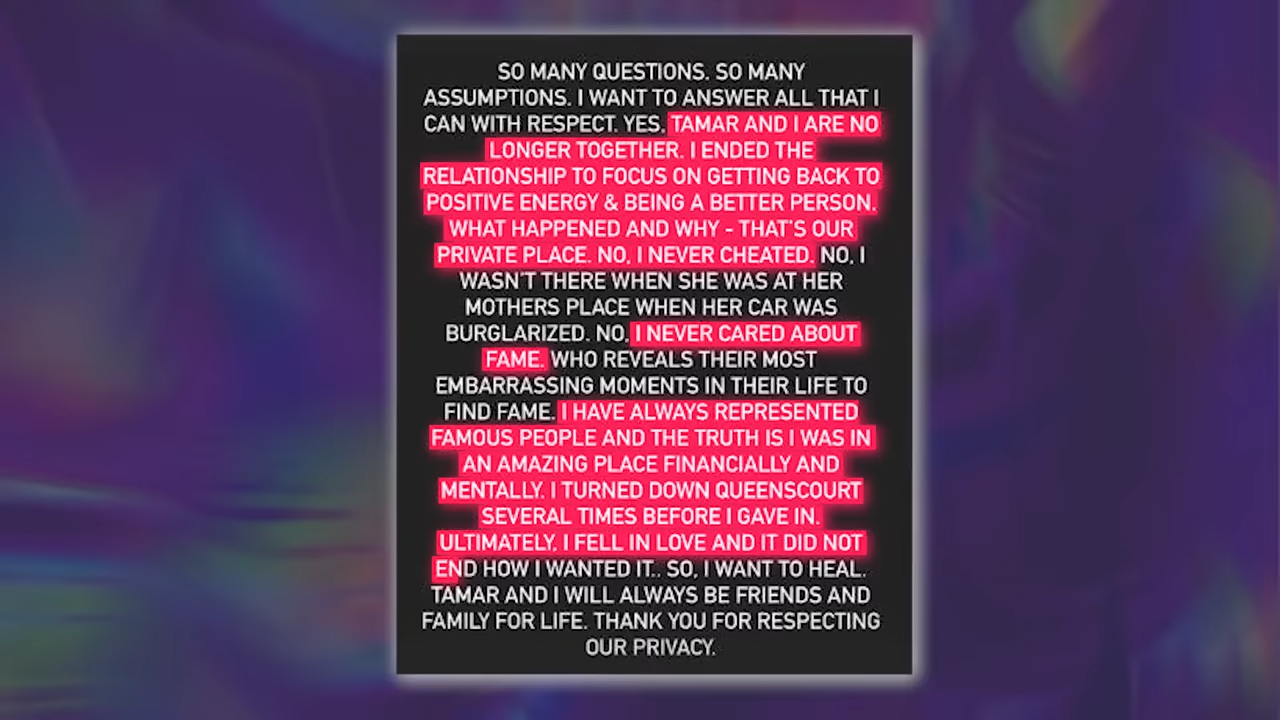 SO MANY QUESTIONS. SO MANY
ASSUMPTIONS. I WANT TO ANSWER ALL THAT I
CAN WITH RESPECT. YES, TAMAR AND I ARE NO
LONGER TOGETHER. I ENDED THE
RELATIONSHIP TO FOCUS ON GETTING BACK TO
POSITIVE ENERGY & BEING A BETTER PERSON.
WHAT HAPPENED AND WHY - THAT'S OUR
PRIVATE PLACE. NO, I NEVER CHEATED. NO, I
WASN'T THERE WHEN SHE WAS AT HER
MOTHERS PLACE WHEN HER CAR WAS
BURGLARIZED. NO, I NEVER CARED ABOUT
FAME. WHO REVEALS THEIR MOST
EMBARRASSING MOMENTS IN THEIR LIFE TO
FIND FAME. I HAVE ALWAYS REPRESENTED
FAMOUS PEOPLE AND THE TRUTH IS I WAS IN
AN AMAZING PLACE FINANCIALLY AND
MENTALLY. I TURNED DOWN QUEENSCOURT
SEVERAL TIMES BEFORE I GAVE IN.
ULTIMATELY, I FELL IN LOVE AND IT DID NOT
END HOW I WANTED IT.. SO, I WANT TO HEAL.
TAMAR AND I WILL ALWAYS BE FRIENDS AND
FAMILY FOR LIFE. THANK YOU FOR RESPECTING
OUR PRIVACY.